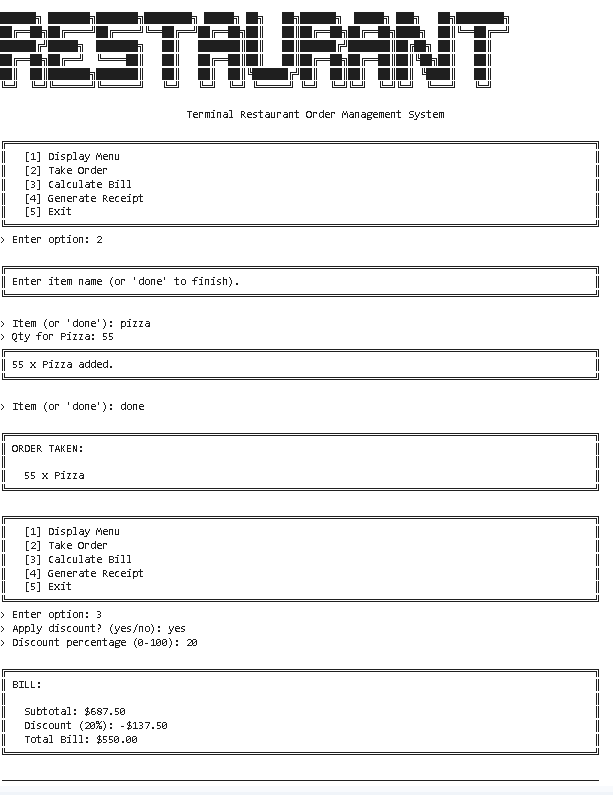 RESTAURANT
Terminal Restaurant Order Management System
[1] Display Menu
[2] Take Order
[3] Calculate Bill
[4] Generate Receipt
[5] Exit
> Enter option: 2
Enter item name (or 'done' to finish).
> Item (or 'done'): pizza
> Qty for Pizza: 55
55 x Pizza added.
> Item (or 'done'): done
ORDER TAKEN:
55 x Pizza
[1] Display Menu
[2] Take Order
[3] Calculate Bill
[4] Generate Receipt
[5] Exit
> Enter option: 3
> Apply discount? (yes/no): yes
> Discount percentage (0-100): 20
BILL:
Subtotal: $687.50
Discount (20%): -$137.50
Total Bill: $550.00